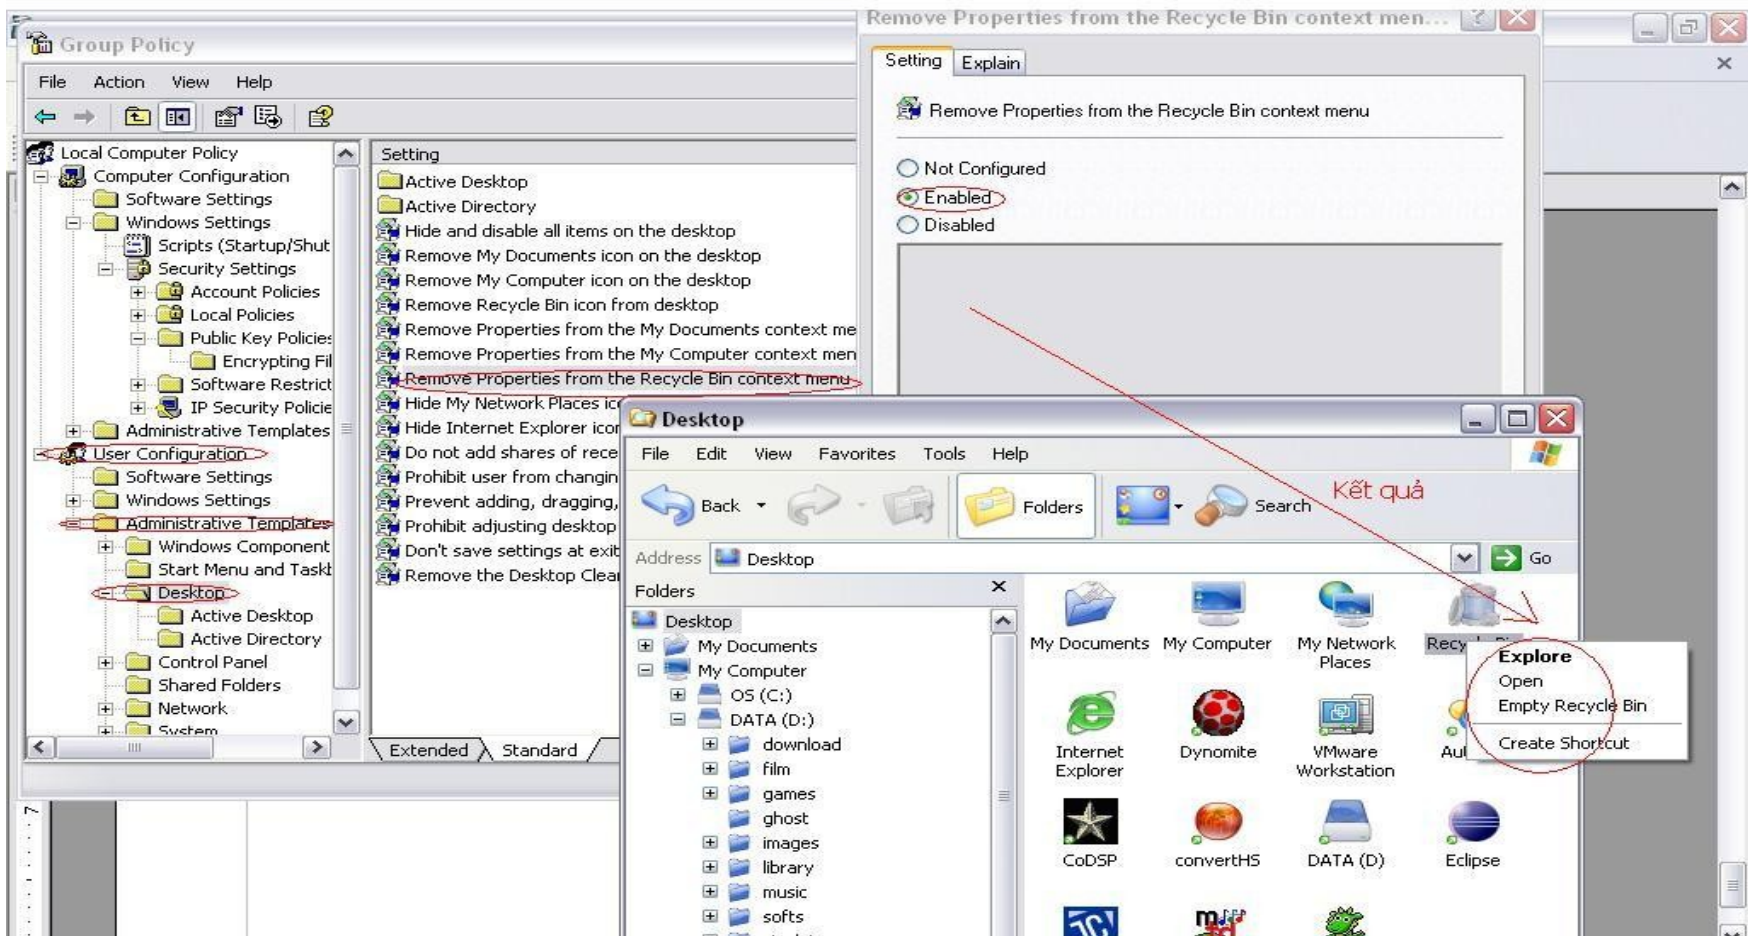 Group Policy
File Action View Help
Local Computer Policy
Computer Configuration
Software Settings
Windows Settings
Scripts (Startup/Shut
Security Settings
Account Policies
Local Policies
Public Key Policies
Encrypting Fil
Software Restrict
IP Security Policie
Administrative Templates
User Configuration
Software Settings
Windows Settings
Administrative Templates
Windows Component
Start Menu and Taskb
Desktop
Active Desktop
Active Directory
Control Panel
Shared Folders
Network
System
Setting
Active Desktop
Active Directory
Hide and disable all items on the desktop
Remove My Documents icon on the desktop
Remove My Computer icon on the desktop
Remove Recycle Bin icon from desktop
Remove Properties from the My Documents context me
Remove Properties from the My Computer context men
Remove Properties from the Recycle Bin context menu
Hide My Network Places ico
Hide Internet Explorer icon
Do not add shares of rece
Prohibit user from changin
Prevent adding, dragging,
Prohibit adjusting desktop
Don't save settings at exit
Remove the Desktop Clea
Extended Standard
Remove Properties from the Recycle Bin context men...
Setting Explain
Remove Properties from the Recycle Bin context menu
Not Configured
Enabled
Disabled
Desktop
File Edit View Favorites Tools Help
Back Folders Search
Kết quả
Address Desktop Go
Folders
Desktop
My Documents
My Computer
OS (C:)
DATA (D:)
download
film
games
ghost
images
library
music
softs
My Documents My Computer My Network Places
Explore
Open
Empty Recycle Bin
Create Shortcut
Internet Explorer
Dynomite
VMware Workstation
CoDSP
convertHS
DATA (D)
Eclipse
7